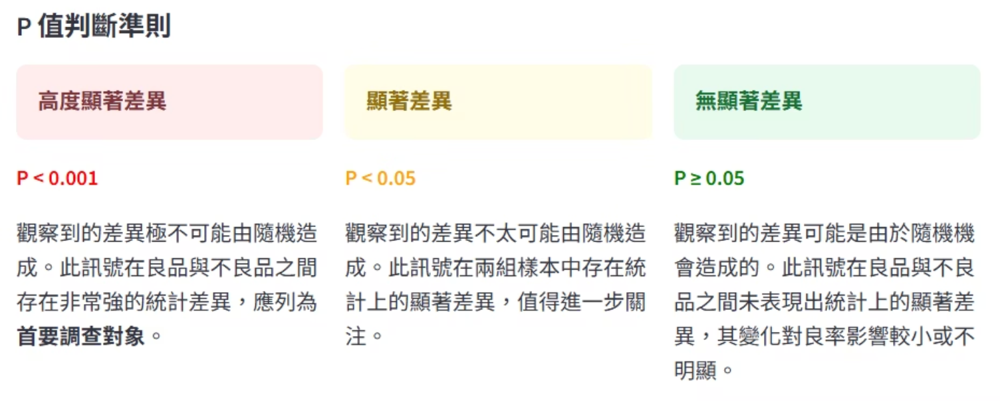 P 值判斷準則
高度顯著差異
P < 0.001
觀察到的差異極不可能由隨機造
成。此訊號在良品與不良品之間
存在非常強的統計差異，應列為
首要調查對象。
顯著差異
P < 0.05
觀察到的差異不太可能由隨機造
成。此訊號在兩組樣本中存在統
計上的顯著差異，值得進一步關
注。
無顯著差異
P ≥ 0.05
觀察到的差異可能是由於隨機機
會造成的。此訊號在良品與不良
品之間未表現出統計上的顯著差
異，其變化對良率影響較小或不
明顯。